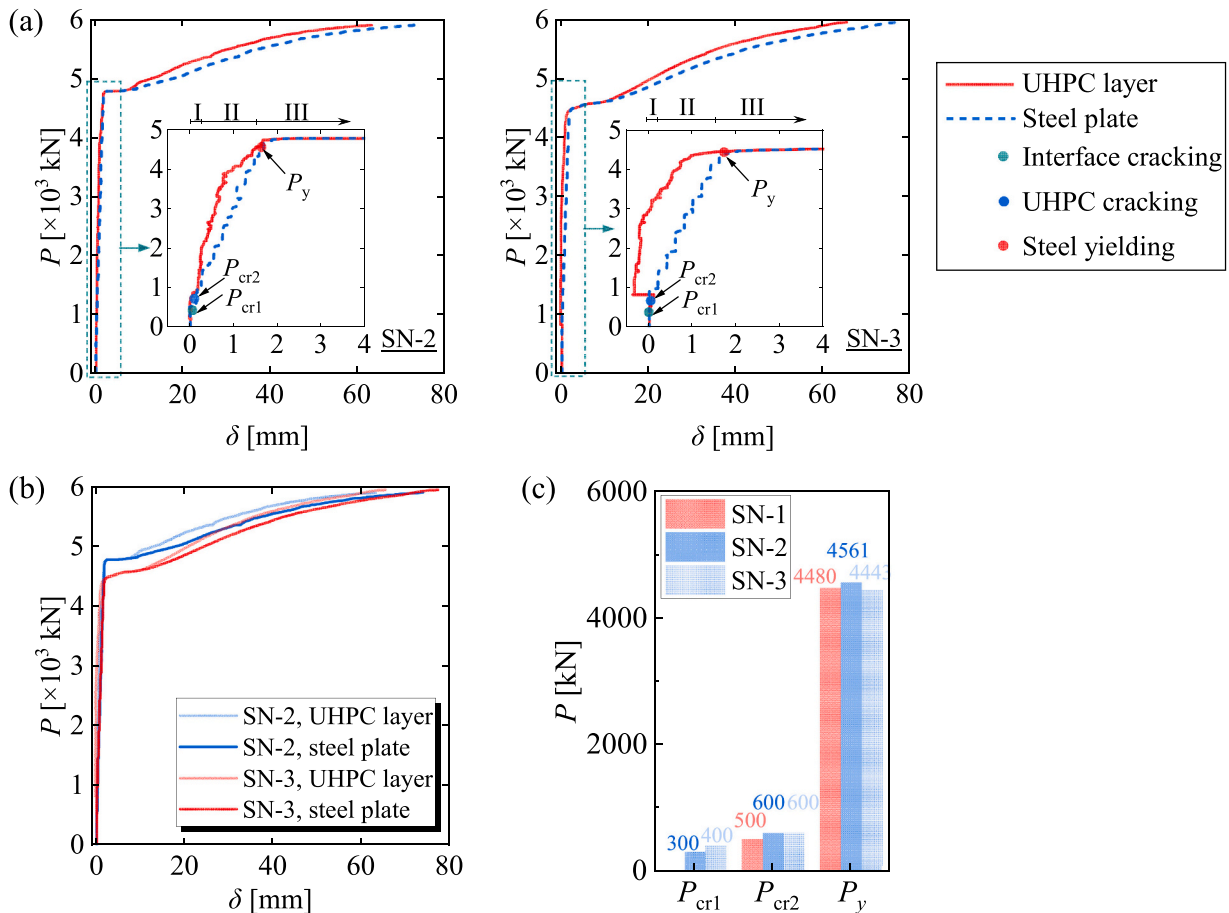 (a)
6
5
4
3
2
1
0
P [×10³ kN]
I II III
5
4
3
2
1
0
P_y
P_cr2
P_cr1
0 1 2 3 4
SN-2
0 20 40 60 80
δ [mm]
6
5
4
3
2
1
0
P [×10³ kN]
I II III
5
4
3
2
1
0
P_y
P_cr2
P_cr1
0 1 2 3 4
SN-3
0 20 40 60 80
δ [mm]
UHPC layer
Steel plate
Interface cracking
UHPC cracking
Steel yielding
(b)
6
5
4
3
2
1
0
P [×10³ kN]
SN-2, UHPC layer
SN-2, steel plate
SN-3, UHPC layer
SN-3, steel plate
0 20 40 60 80
δ [mm]
(c)
6000
4000
2000
0
P [kN]
SN-1
SN-2
SN-3
300
400
500
600
600
4480
4561
4443
P_cr1 P_cr2 P_y